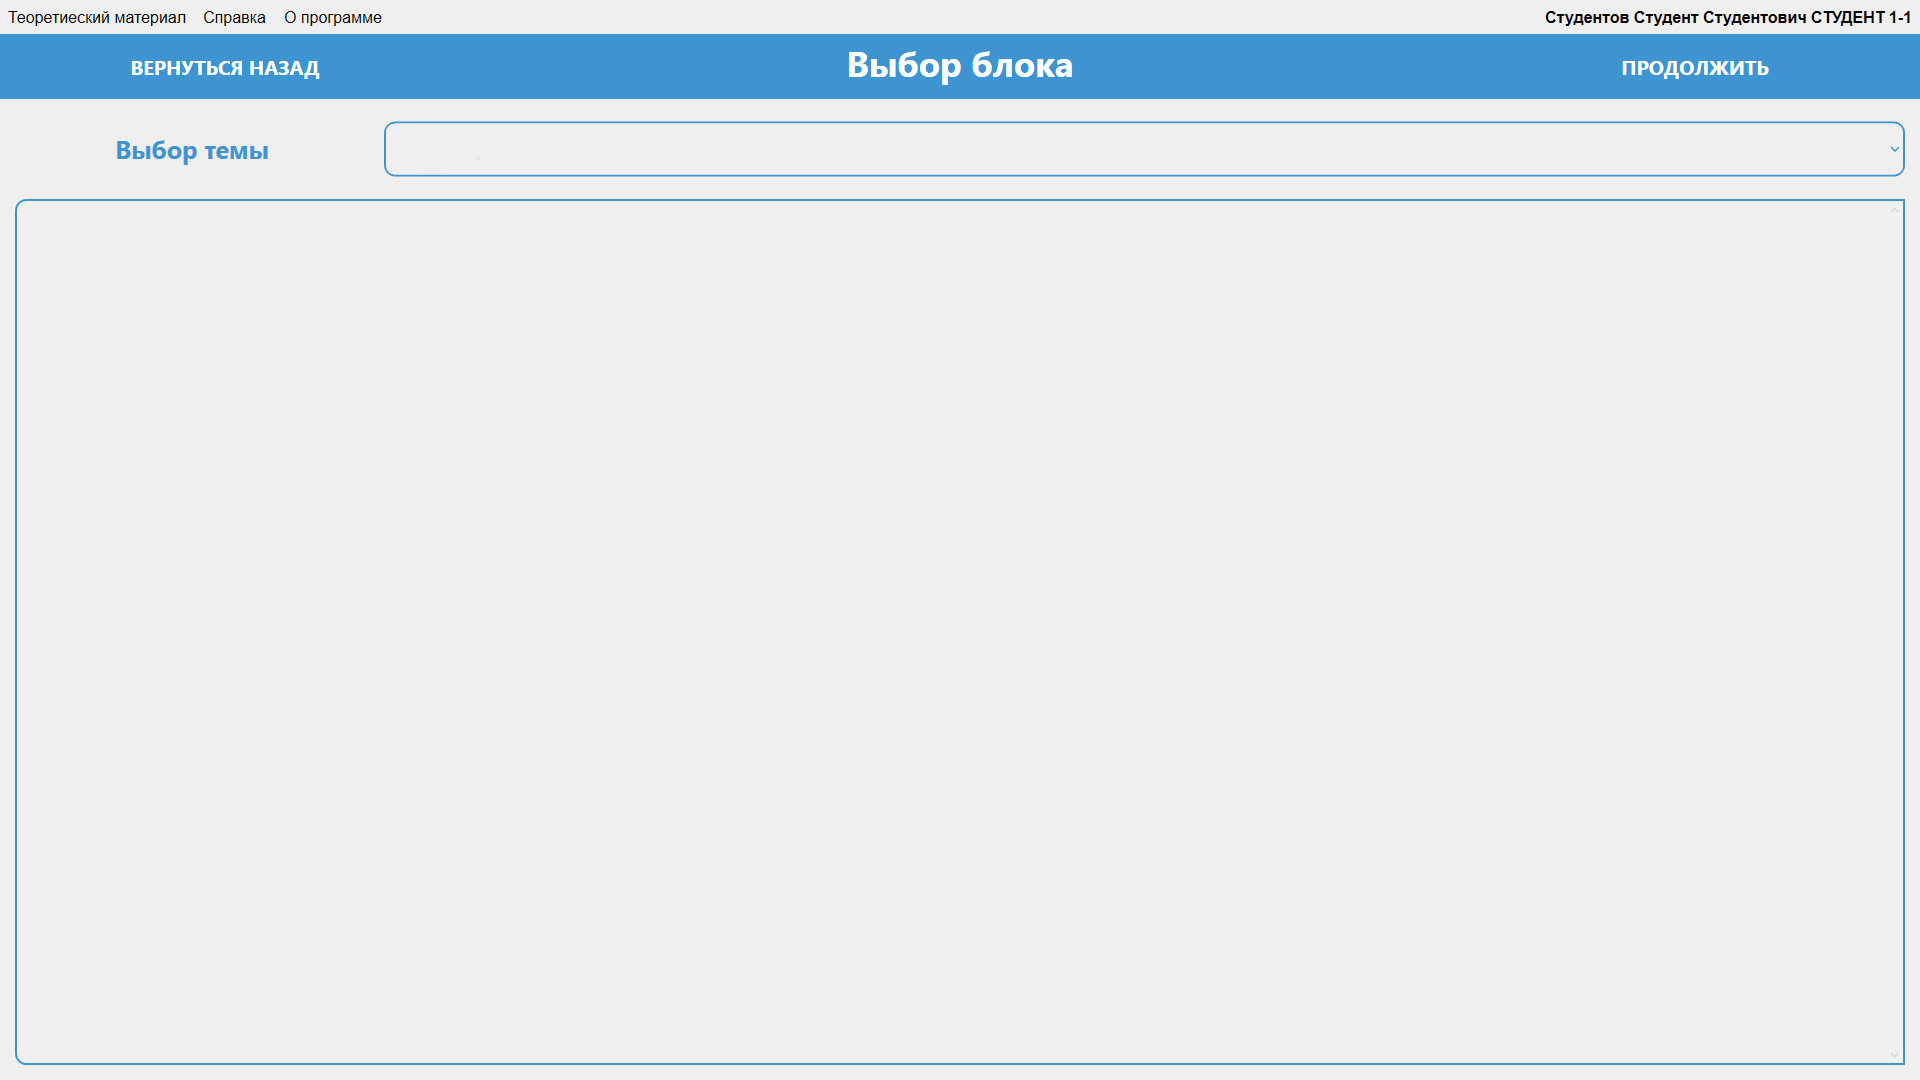 Теоретиеский материал Справка О программе Студентов Студент Студентович СТУДЕНТ 1-1
ВЕРНУТЬСЯ НАЗАД Выбор блока ПРОДОЛЖИТЬ
Выбор темы